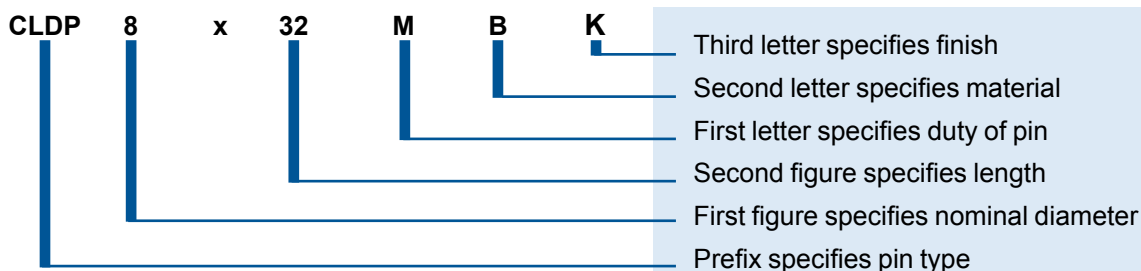 CLDP 8 x 32 M B K
Third letter specifies finish
Second letter specifies material
First letter specifies duty of pin
Second figure specifies length
First figure specifies nominal diameter
Prefix specifies pin type